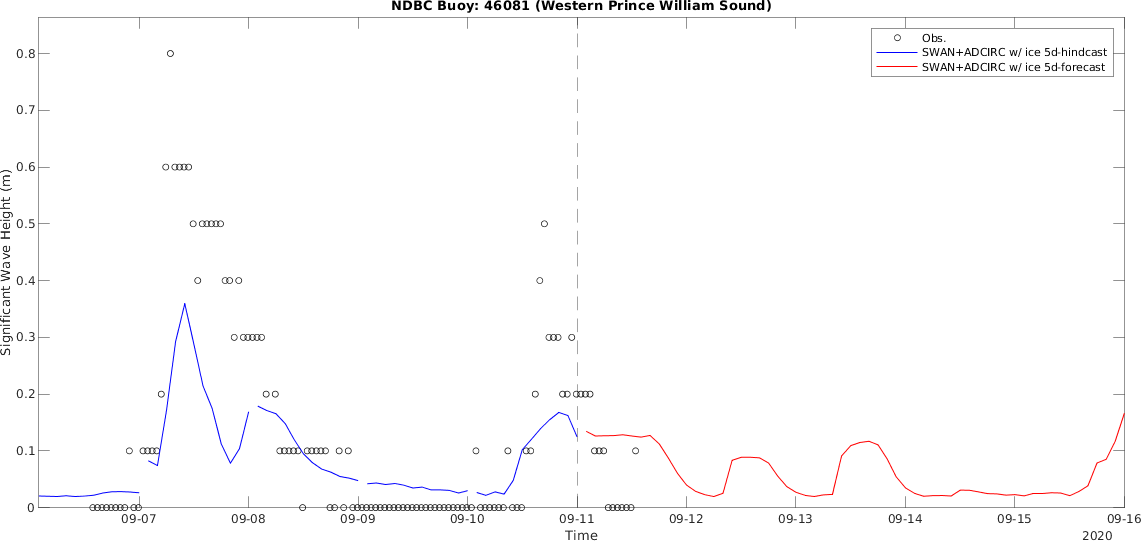 NDBC Buoy: 46081 (Western Prince William Sound)
Obs.
SWAN+ADCIRC w/ ice 5d-hindcast
SWAN+ADCIRC w/ ice 5d-forecast
Significant Wave Height (m)
0.8
0.7
0.6
0.5
0.4
0.3
0.2
0.1
0
09-07 09-08 09-09 09-10 09-11 09-12 09-13 09-14 09-15 09-16
Time
2020